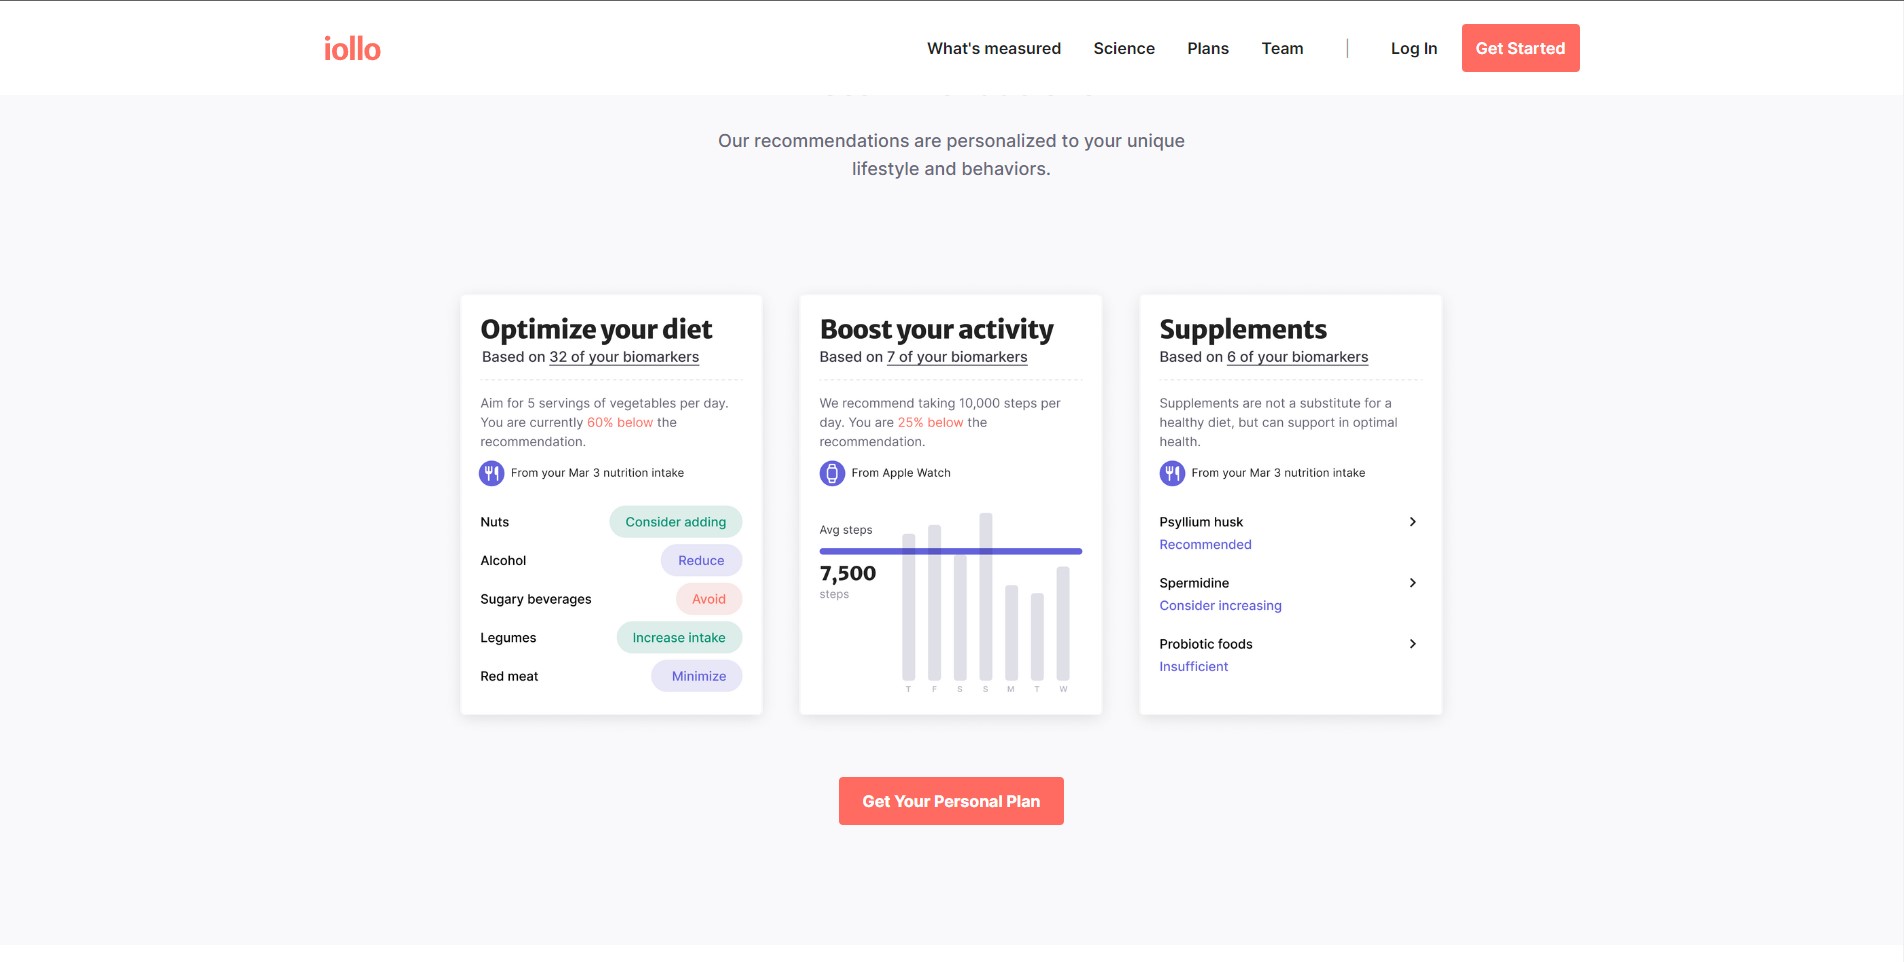 iollo
What's measured
Science
Plans
Team
Log In
Get Started
Our recommendations are personalized to your unique
lifestyle and behaviors.
Optimize your diet
Based on 32 of your biomarkers
Aim for 5 servings of vegetables per day.
You are currently 60% below the
recommendation.
From your Mar 3 nutrition intake
Nuts
Consider adding
Alcohol
Reduce
Sugary beverages
Avoid
Legumes
Increase intake
Red meat
Minimize
Boost your activity
Based on 7 of your biomarkers
We recommend taking 10,000 steps per
day. You are 25% below the
recommendation.
From Apple Watch
Avg steps
7,500
steps
T F S S M T W
Supplements
Based on 6 of your biomarkers
Supplements are not a substitute for a
healthy diet, but can support in optimal
health.
From your Mar 3 nutrition intake
Psyllium husk
Recommended
Spermidine
Consider increasing
Probiotic foods
Insufficient
Get Your Personal Plan